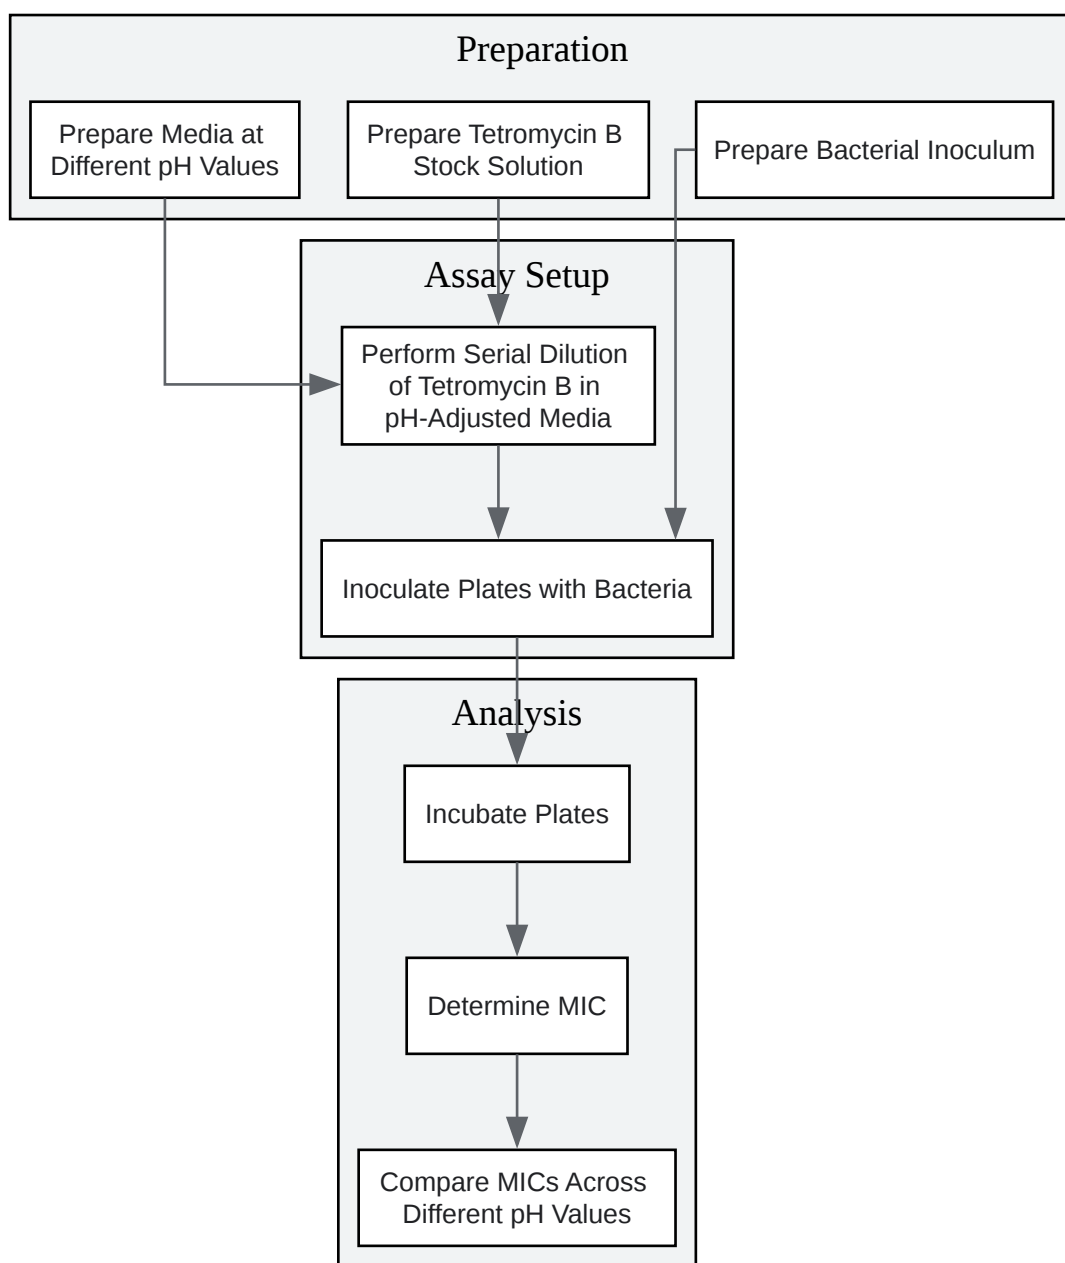 Preparation
Prepare Media at
Different pH Values
Prepare Tetromycin B
Stock Solution
Prepare Bacterial Inoculum
Assay Setup
Perform Serial Dilution
of Tetromycin B in
pH-Adjusted Media
Inoculate Plates with Bacteria
Analysis
Incubate Plates
Determine MIC
Compare MICs Across
Different pH Values